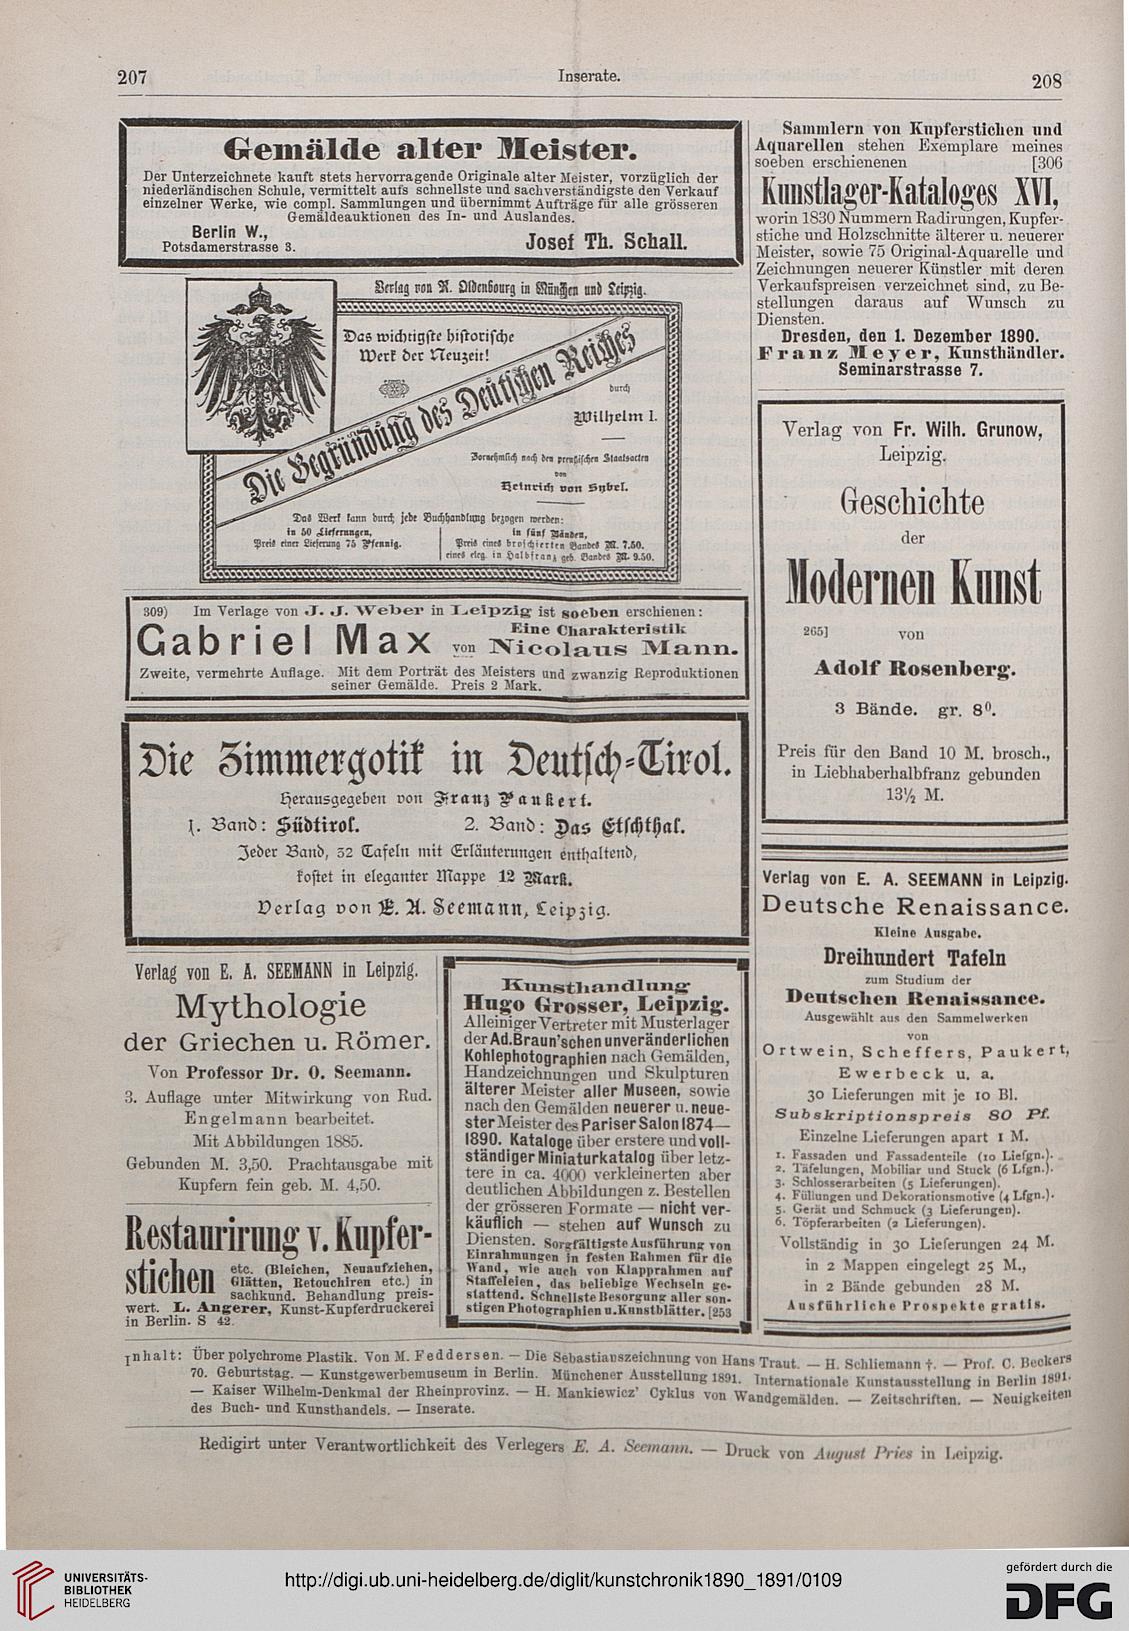 207
Inserate.
208
Gemälde alter Meister.
Der Unterzeichnete kauft stets hervorragende Originale alter Meister, vorzüglich der
niederländischen Schule, vermittelt aufs schnellste und sachverständigste den Verkauf
einzelner Werke, wie compl. Sammlungen und übernimmt Aufträge für alle grösseren
Gemäldeauktionen des In- und Auslandes.
Berlin W.,
Potsdamerstrasse 3.
Josef Th. Schall.
Verlag von R. Oldenbourg in München und Leipzig.
Das wichtigste historische
Werk der Neuzeit!
Die Begründung des Deutschen Reiches
durch
Wilhelm I.
Vornehmlich nach den preußischen Staatsacten
von
Heinrich von Sybel.
Das Werk kann durch jede Buchhandlung bezogen werden:
in 50 Lieferungen,
Preis einer Lieferung 75 Pfennig.
in fünf Bänden,
Preis eines broschierten Bandes M. 7.50.
eines eleg. in Halbfranz geb. Bandes M. 9.50.
309) Im Verlage von J. J. Weber in Leipzig ist soeben erschienen:
Gabriel Max
Eine Charakteristik
von Nicolaus Mann.
Zweite, vermehrte Auflage. Mit dem Porträt des Meisters und zwanzig Reproduktionen
seiner Gemälde. Preis 2 Mark.
Die Zimmergotik in Deutsch-Tirol.
Herausgegeben von Franz Paukert.
1. Band: Südtirol. 2. Band: Das Etschthal.
Jeder Band, 32 Tafeln mit Erläuterungen enthaltend,
kostet in eleganter Mappe 12 Mark.
Verlag von E. A. Seemann, Leipzig.
Verlag von E. A. SEEMANN in Leipzig.
Mythologie
der Griechen u. Römer.
Von Professor Dr. O. Seemann.
3. Auflage unter Mitwirkung von Rud.
Engelmann bearbeitet.
Mit Abbildungen 1885.
Gebunden M. 3,50. Prachtausgabe mit
Kupfern fein geb. M. 4,50.
Restaurirung v. Kupfer-
stichen
etc. (Bleichen, Neuaufziehen,
Glätten, Retouchiren etc.) in
sachkund. Behandlung preis-
wert. L. Angerer, Kunst-Kupferdruckerei
in Berlin. S 42.
Kunsthandlung
Hugo Grosser, Leipzig.
Alleiniger Vertreter mit Musterlager
der Ad. Braun'schen unveränderlichen
Kohlephotographien nach Gemälden,
Handzeichnungen und Skulpturen
älterer Meister aller Museen, sowie
nach den Gemälden neuerer u. neue-
ster Meister des Pariser Salon 1874—
1890. Kataloge über erstere und voll-
ständiger Miniaturkatalog über letz-
tere in ca. 4000 verkleinerten aber
deutlichen Abbildungen z. Bestellen
der grösseren Formate — nicht ver-
käuflich — stehen auf Wunsch zu
Diensten. Sorgfältigste Ausführung von
Einrahmungen in festen Rahmen für die
Wand, wie auch von Klapprahmen auf
Staffeleien, das beliebige Wechseln ge-
stattend. Schnellste Besorgung aller son-
stigen Photographien u. Kunstblätter. [253
Sammlern von Kupferstichen und
Aquarellen stehen Exemplare meines
soeben erschienenen [306
Kunstlager-Kataloges XVI,
worin 1830 Nummern Radirungen, Kupfer-
stiche und Holzschnitte älterer u. neuerer
Meister, sowie 75 Original-Aquarelle und
Zeichnungen neuerer Künstler mit deren
Verkaufspreisen verzeichnet sind, zu Be-
stellungen daraus auf Wunsch zu
Diensten.
Dresden, den 1. Dezember 1890.
Franz Meyer, Kunsthändler.
Seminarstrasse 7.
Verlag von Fr. Wilh. Grunow,
Leipzig.
Geschichte
der
Modernen Kunst
265] von
Adolf Rosenberg.
3 Bände. gr. 8⁰.
Preis für den Band 10 M. brosch.,
in Liebhaberhalbfranz gebunden
13½ M.
Verlag von E. A. SEEMANN in Leipzig.
Deutsche Renaissance.
Kleine Ausgabe.
Dreihundert Tafeln
zum Studium der
Deutschen Renaissance.
Ausgewählt aus den Sammelwerken
von
Ortwein, Scheffers, Paukert,
Ewerbeck u. a.
30 Lieferungen mit je 10 Bl.
Subskriptionspreis 80 Pf.
Einzelne Lieferungen apart 1 M.
1. Fassaden und Fassadenteile (10 Liefgn.).
2. Täfelungen, Mobiliar und Stuck (6 Lfgn.).
3. Schlosserarbeiten (5 Lieferungen).
4. Füllungen und Dekorationsmotive (4 Lfgn.).
5. Gerät und Schmuck (3 Lieferungen).
6. Töpferarbeiten (2 Lieferungen).
Vollständig in 30 Lieferungen 24 M.
in 2 Mappen eingelegt 25 M.,
in 2 Bände gebunden 28 M.
Ausführliche Prospekte gratis.
Inhalt: Über polychrome Plastik. Von M. Feddersen. — Die Sebastianszeichnung von Hans Traut. — H. Schliemann †. — Prof. C. Beckers
70. Geburtstag. — Kunstgewerbemuseum in Berlin. Münchener Ausstellung 1891. Internationale Kunstausstellung in Berlin 1891.
— Kaiser Wilhelm-Denkmal der Rheinprovinz. — H. Mankiewicz' Cyklus von Wandgemälden. — Zeitschriften. — Neuigkeiten
des Buch- und Kunsthandels. — Inserate.
Redigirt unter Verantwortlichkeit des Verlegers E. A. Seemann. — Druck von August Pries in Leipzig.
UNIVERSITÄTS-
BIBLIOTHEK
HEIDELBERG
http://digi.ub.uni-heidelberg.de/diglit/kunstchronik1890_1891/0109
gefördert durch die
DFG